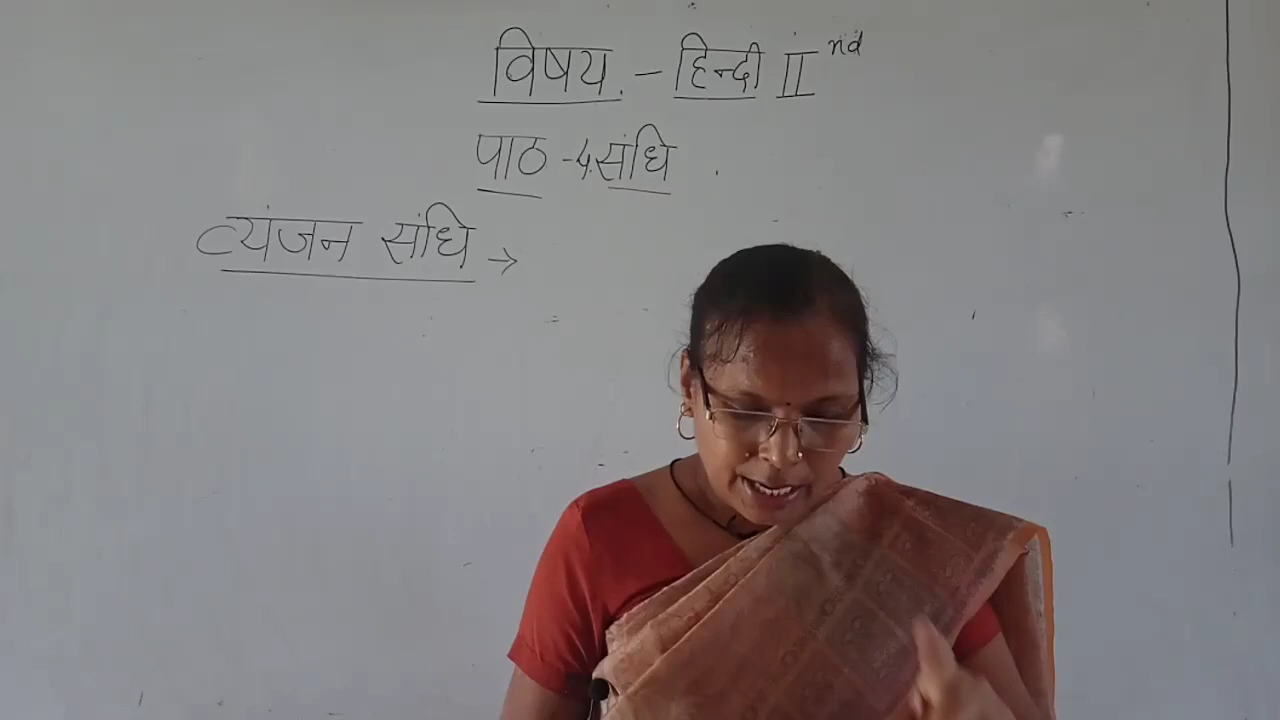 विषय. - हिन्दी II nd
पाठ - 4. संधि
व्यंजन संधि →